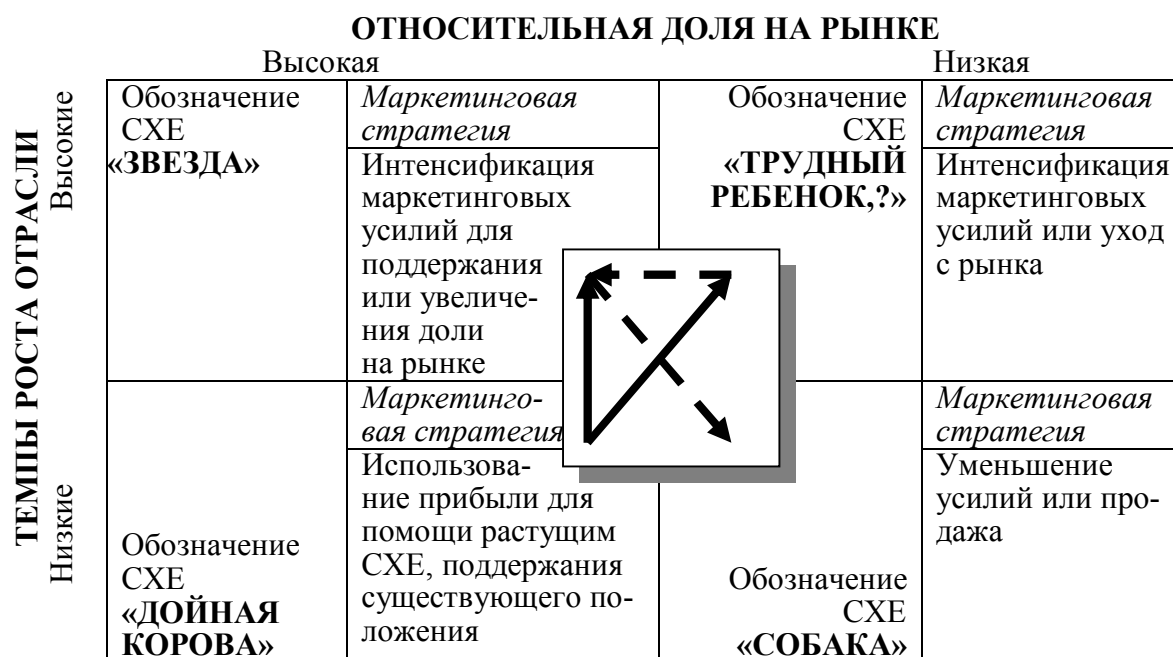 ОТНОСИТЕЛЬНАЯ ДОЛЯ НА РЫНКЕ
Высокая
Низкая
ТЕМПЫ РОСТА ОТРАСЛИ
Высокие
Обозначение
СХЕ
«ЗВЕЗДА»
Маркетинговая
стратегия
Интенсификация
маркетинговых
усилий для
поддержания
или увеличе-
ния доли
на рынке
Обозначение
СХЕ
«ТРУДНЫЙ
РЕБЕНОК,?»
Маркетинговая
стратегия
Интенсификация
маркетинговых
усилий или уход
с рынка
Низкие
Обозначение
СХЕ
«ДОЙНАЯ
КОРОВА»
Маркетинго-
вая стратегия
Использова-
ние прибыли для
помощи растущим
СХЕ, поддержания
существующего по-
ложения
Обозначение
СХЕ
«СОБАКА»
Маркетинговая
стратегия
Уменьшение
усилий или про-
дажа